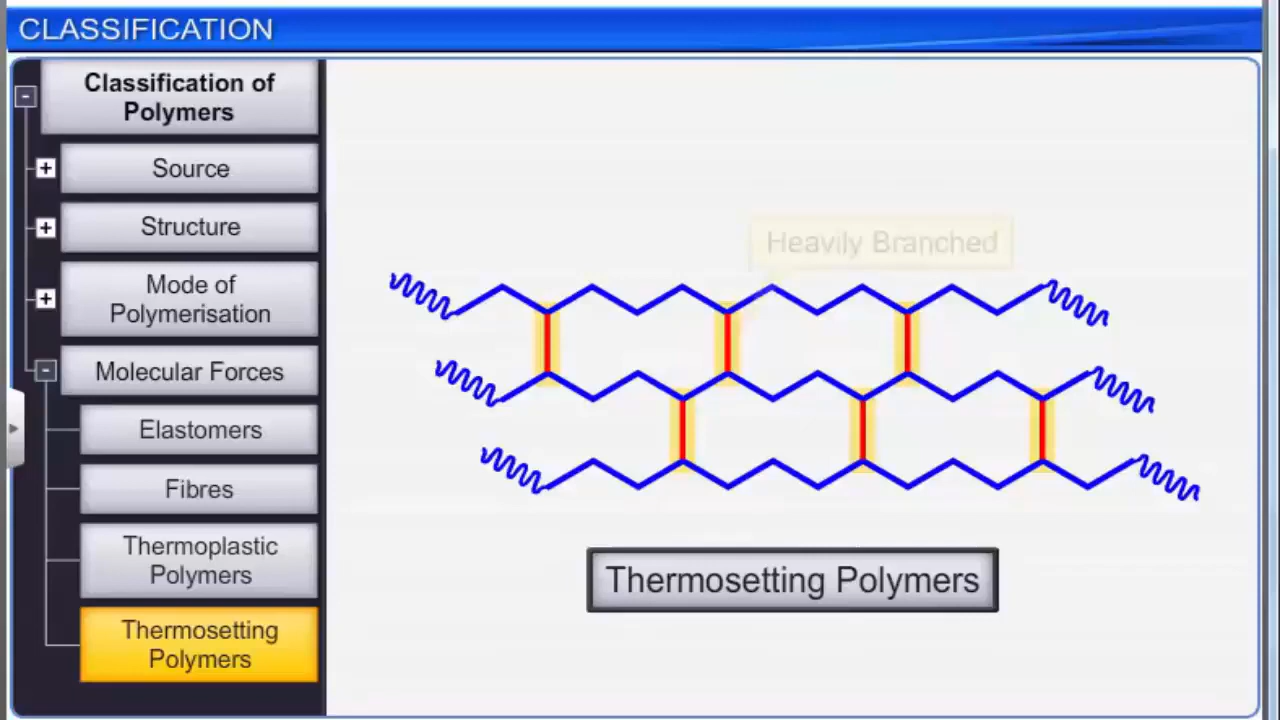 CLASSIFICATION
Classification of
Polymers
Source
Structure
Mode of
Polymerisation
Molecular Forces
Elastomers
Fibres
Thermoplastic
Polymers
Thermosetting
Polymers
Heavily Branched
Thermosetting Polymers